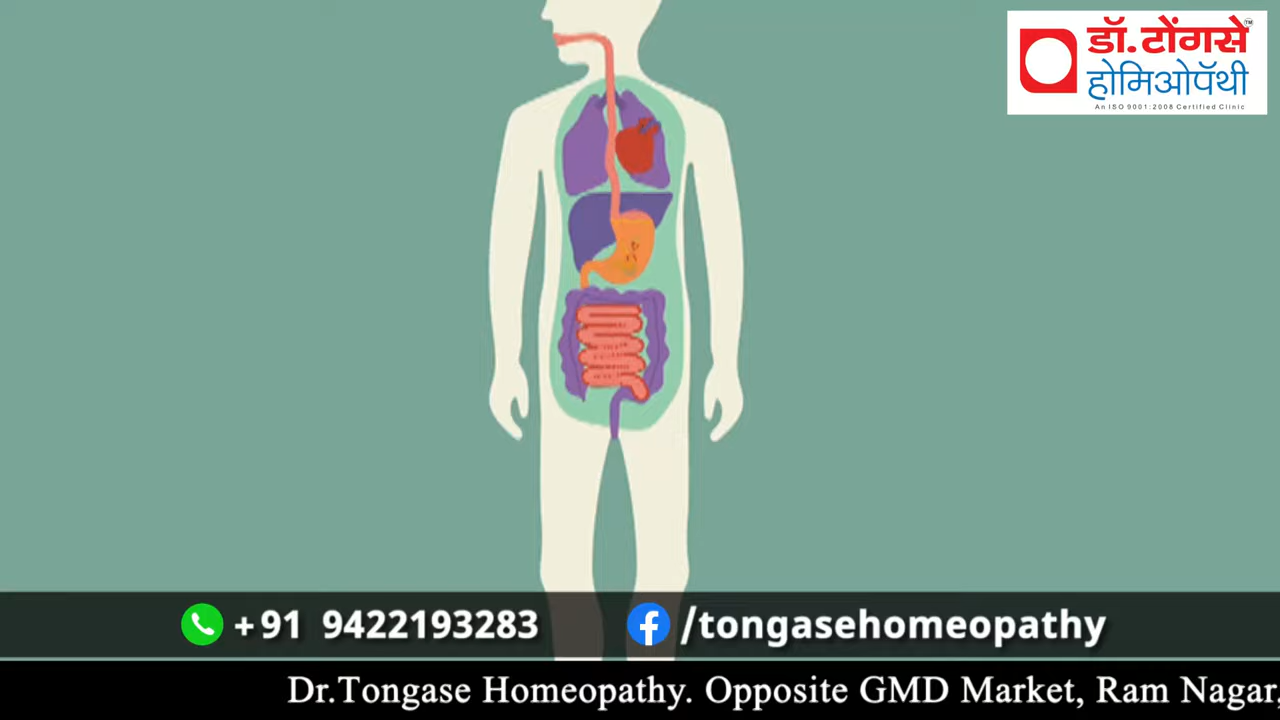 डॉ. टोंगसे™
होमिओपॅथी
An ISO 9001:2008 Certified Clinic
+91 9422193283
/tongasehomeopathy
Dr.Tongase Homeopathy. Opposite GMD Market, Ram Nagar,